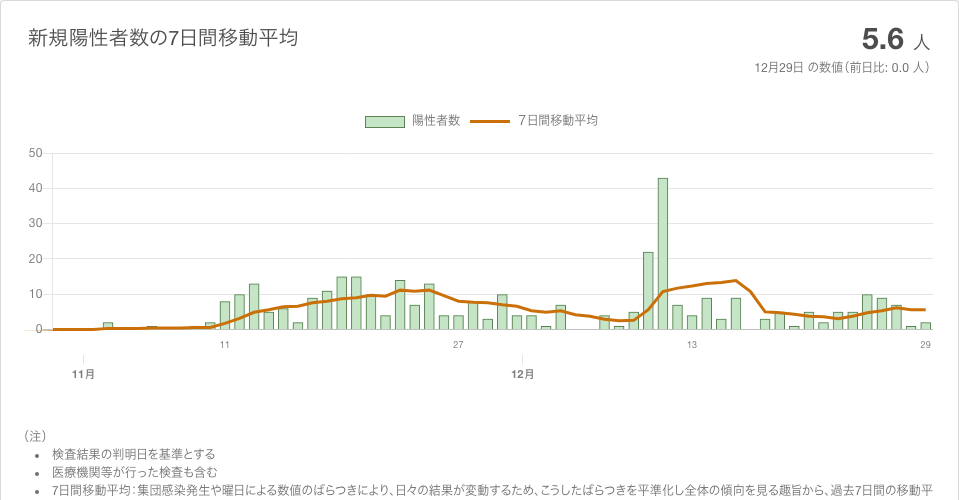 新規陽性者数の7日間移動平均
5.6 人
12月29日 の数値（前日比: 0.0 人）
陽性者数 7日間移動平均
50
40
30
20
10
0
11 27 13 29
11月 12月
（注）
• 検査結果の判明日を基準とする
• 医療機関等が行った検査も含む
• 7日間移動平均：集団感染発生や曜日による数値のばらつきにより、日々の結果が変動するため、こうしたばらつきを平準化し全体の傾向を見る趣旨から、過去7日間の移動平